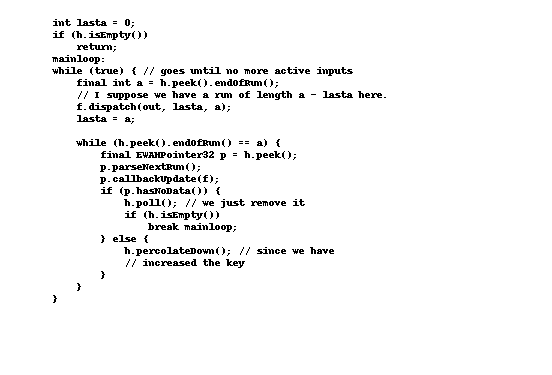 int lasta = 0;
if (h.isEmpty())
    return;
mainloop:
while (true) { // goes until no more active inputs
    final int a = h.peek().endOfRun();
    // I suppose we have a run of length a - lasta here.
    f.dispatch(out, lasta, a);
    lasta = a;

    while (h.peek().endOfRun() == a) {
        final EWAHPointer32 p = h.peek();
        p.parseNextRun();
        p.callbackUpdate(f);
        if (p.hasNoData()) {
            h.poll(); // we just remove it
            if (h.isEmpty())
                break mainloop;
        } else {
            h.percolateDown(); // since we have
            // increased the key
        }
    }
}